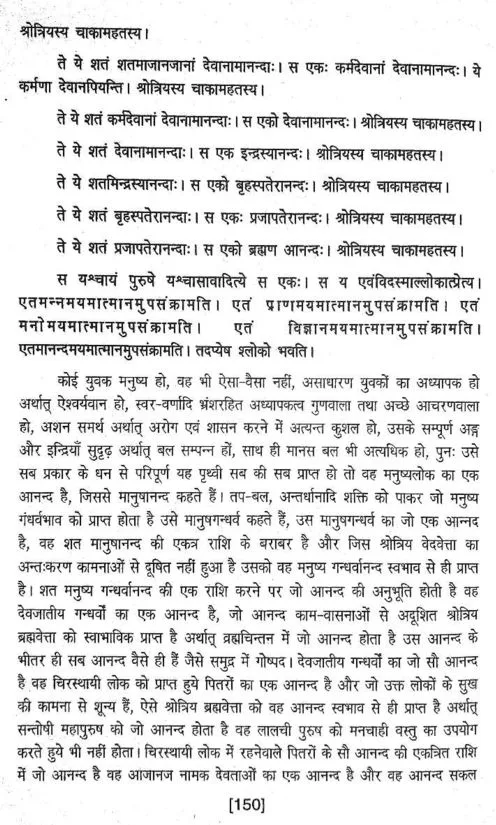 श्रोत्रियस्य चाकामहतस्य।
ते ये शतं शतमाजानजानां देवानामानन्दाः। स एकः कर्मदेवानां देवानामानन्दः। ये
कर्मणा देवानपियन्ति। श्रोत्रियस्य चाकामहतस्य।
ते ये शतं कर्मदेवानां देवानामानन्दाः। स एको देवानामानन्दः। श्रोत्रियस्य चाकामहतस्य।
ते ये शतं देवानामानन्दाः। स एक इन्द्रस्यानन्दः। श्रोत्रियस्य चाकामहतस्य।
ते ये शतमिन्द्रस्यानन्दाः। स एको बृहस्पतेरानन्दः। श्रोत्रियस्य चाकामहतस्य।
ते ये शतं बृहस्पतेरानन्दाः। स एकः प्रजापतेरानन्दः। श्रोत्रियस्य चाकामहतस्य।
ते ये शतं प्रजापतेरानन्दाः। स एको ब्रह्मण आनन्दः। श्रोत्रियस्य चाकामहतस्य।
स यश्चायं पुरुषे यश्चासावादित्ये स एकः। स य एवंविदस्माल्लोकात्प्रेत्य।
एतमन्नमयमात्मानमुपसंक्रामति। एतं प्राणमयमात्मानमुपसंक्रामति। एतं
मनोमयमात्मानमुपसंक्रामति। एतं विज्ञानमयमात्मानमुपसंक्रामति।
एतमानन्दमयमात्मानमुपसंक्रामति। तदप्येष श्लोको भवति।
कोई युवक मनुष्य हो, वह भी ऐसा-वैसा नहीं, असाधारण युवकों का अध्यापक हो
अर्थात् ऐश्वर्यवान हो, स्वर-वर्णादि भ्रंशरहित अध्यापकत्व गुणवाला तथा अच्छे आचरणवाला
हो, अशन समर्थ अर्थात् अरोग एवं शासन करने में अत्यन्त कुशल हो, उसके सम्पूर्ण अङ्ग
और इन्द्रियाँ सुदृढ़ अर्थात् बल सम्पन्न हों, साथ ही मानस बल भी अत्यधिक हो, पुनः उसे
सब प्रकार के धन से परिपूर्ण यह पृथ्वी सब की सब प्राप्त हो तो वह मनुष्यलोक का एक
आनन्द है, जिससे मानुषानन्द कहते हैं। तप-बल, अन्तर्धानादि शक्ति को पाकर जो मनुष्य
गंधर्वभाव को प्राप्त होता है उसे मानुषगन्धर्व कहते हैं, उस मानुषगन्धर्व का जो एक आन्नद
है, वह शत मानुषानन्द की एकत्र राशि के बराबर है और जिस श्रोत्रिय वेदवेत्ता का
अन्तःकरण कामनाओं से दूषित नहीं हुआ है उसको वह मनुष्य गन्धर्वानन्द स्वभाव से ही प्राप्त
है। शत मनुष्य गन्धर्वानन्द की एक राशि करने पर जो आनन्द की अनुभूति होती है वह
देवजातीय गन्धर्वों का एक आनन्द है, जो आनन्द काम-वासनाओं से अदूशित श्रोत्रिय
ब्रह्मवेत्ता को स्वाभाविक प्राप्त है अर्थात् व्रह्मचिन्तन में जो आनन्द होता है उस आनन्द के
भीतर ही सब आनन्द वैसे ही हैं जैसे समुद्र में गोष्पद। देवजातीय गन्धर्वों का जो सौ आनन्द
है वह चिरस्थायी लोक को प्राप्त हुये पितरों का एक आनन्द है और जो उक्त लोकों के सुख
की कामना से शून्य हैं, ऐसे श्रोत्रिय ब्रह्मवेत्ता को वह आनन्द स्वभाव से ही प्राप्त है अर्थात्
सन्तोषी महापुरुष को जो आनन्द होता है वह लालची पुरुष को मनचाही वस्तु का उपयोग
करते हुये भी नहीं होता। चिरस्थायी लोक में रहनेवाले पितरों के सौ आनन्द की एकत्रित राशि
में जो आनन्द है वह आजानज नामक देवताओं का एक आनन्द है और वह आनन्द सकल
[150]